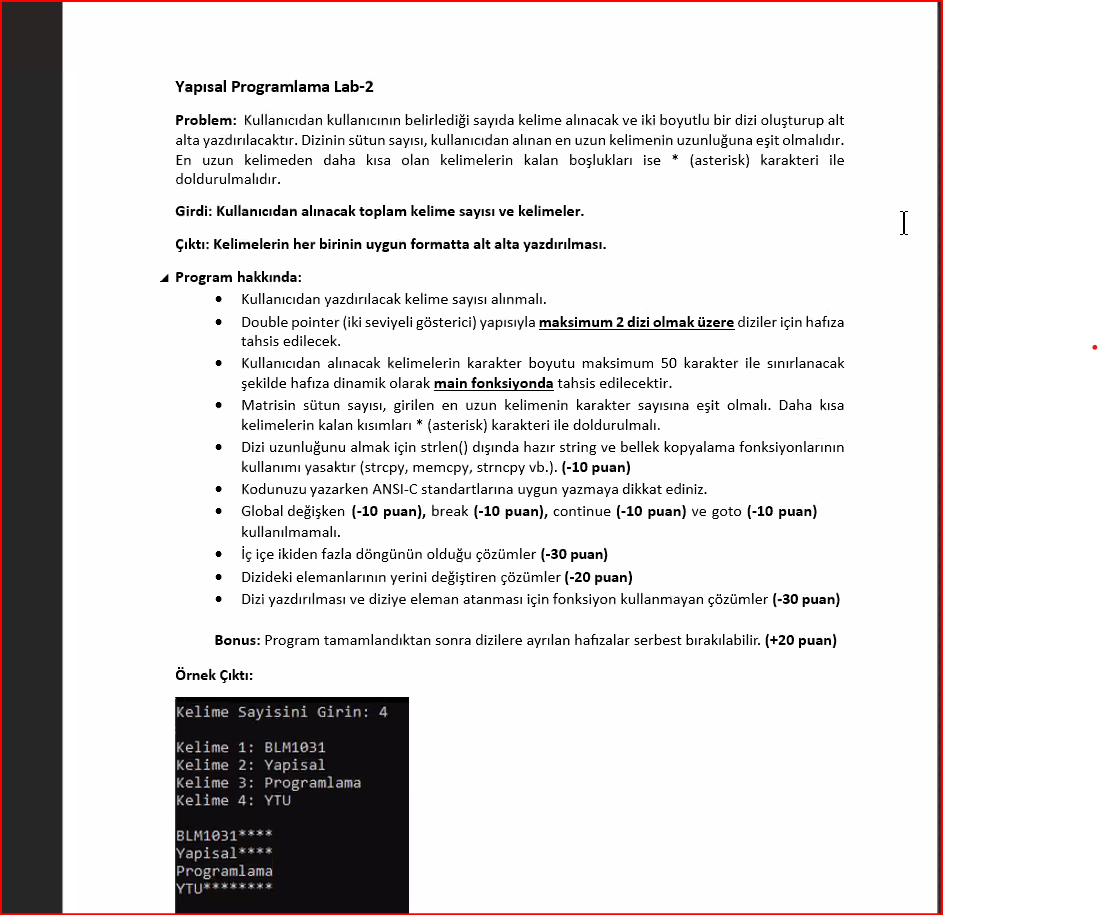 Yapısal Programlama Lab-2
Problem: Kullanıcıdan kullanıcının belirlediği sayıda kelime alınacak ve iki boyutlu bir dizi oluşturup alt
alta yazdırılacaktır. Dizinin sütun sayısı, kullanıcıdan alınan en uzun kelimenin uzunluğuna eşit olmalıdır.
En uzun kelimeden daha kısa olan kelimelerin kalan boşlukları ise * (asterisk) karakteri ile
doldurulmalıdır.
Girdi: Kullanıcıdan alınacak toplam kelime sayısı ve kelimeler.
Çıktı: Kelimelerin her birinin uygun formatta alt alta yazdırılması.
Program hakkında:
• Kullanıcıdan yazdırılacak kelime sayısı alınmalı.
• Double pointer (iki seviyeli gösterici) yapısıyla maksimum 2 dizi olmak üzere diziler için hafıza
tahsis edilecek.
• Kullanıcıdan alınacak kelimelerin karakter boyutu maksimum 50 karakter ile sınırlanacak
şekilde hafıza dinamik olarak main fonksiyonda tahsis edilecektir.
• Matrisin sütun sayısı, girilen en uzun kelimenin karakter sayısına eşit olmalı. Daha kısa
kelimelerin kalan kısımları * (asterisk) karakteri ile doldurulmalı.
• Dizi uzunluğunu almak için strlen() dışında hazır string ve bellek kopyalama fonksiyonlarının
kullanımı yasaktır (strcpy, memcpy, strncpy vb.). (-10 puan)
• Kodunuzu yazarken ANSI-C standartlarına uygun yazmaya dikkat ediniz.
• Global değişken (-10 puan), break (-10 puan), continue (-10 puan) ve goto (-10 puan)
kullanılmamalı.
• İç içe ikiden fazla döngünün olduğu çözümler (-30 puan)
• Dizideki elemanlarının yerini değiştiren çözümler (-20 puan)
• Dizi yazdırılması ve diziye eleman atanması için fonksiyon kullanmayan çözümler (-30 puan)
Bonus: Program tamamlandıktan sonra dizilere ayrılan hafızalar serbest bırakılabilir. (+20 puan)
Örnek Çıktı:
Kelime Sayisini Girin: 4
Kelime 1: BLM1031
Kelime 2: Yapisal
Kelime 3: Programlama
Kelime 4: YTU
BLM1031****
Yapisal****
Programlama
YTU********